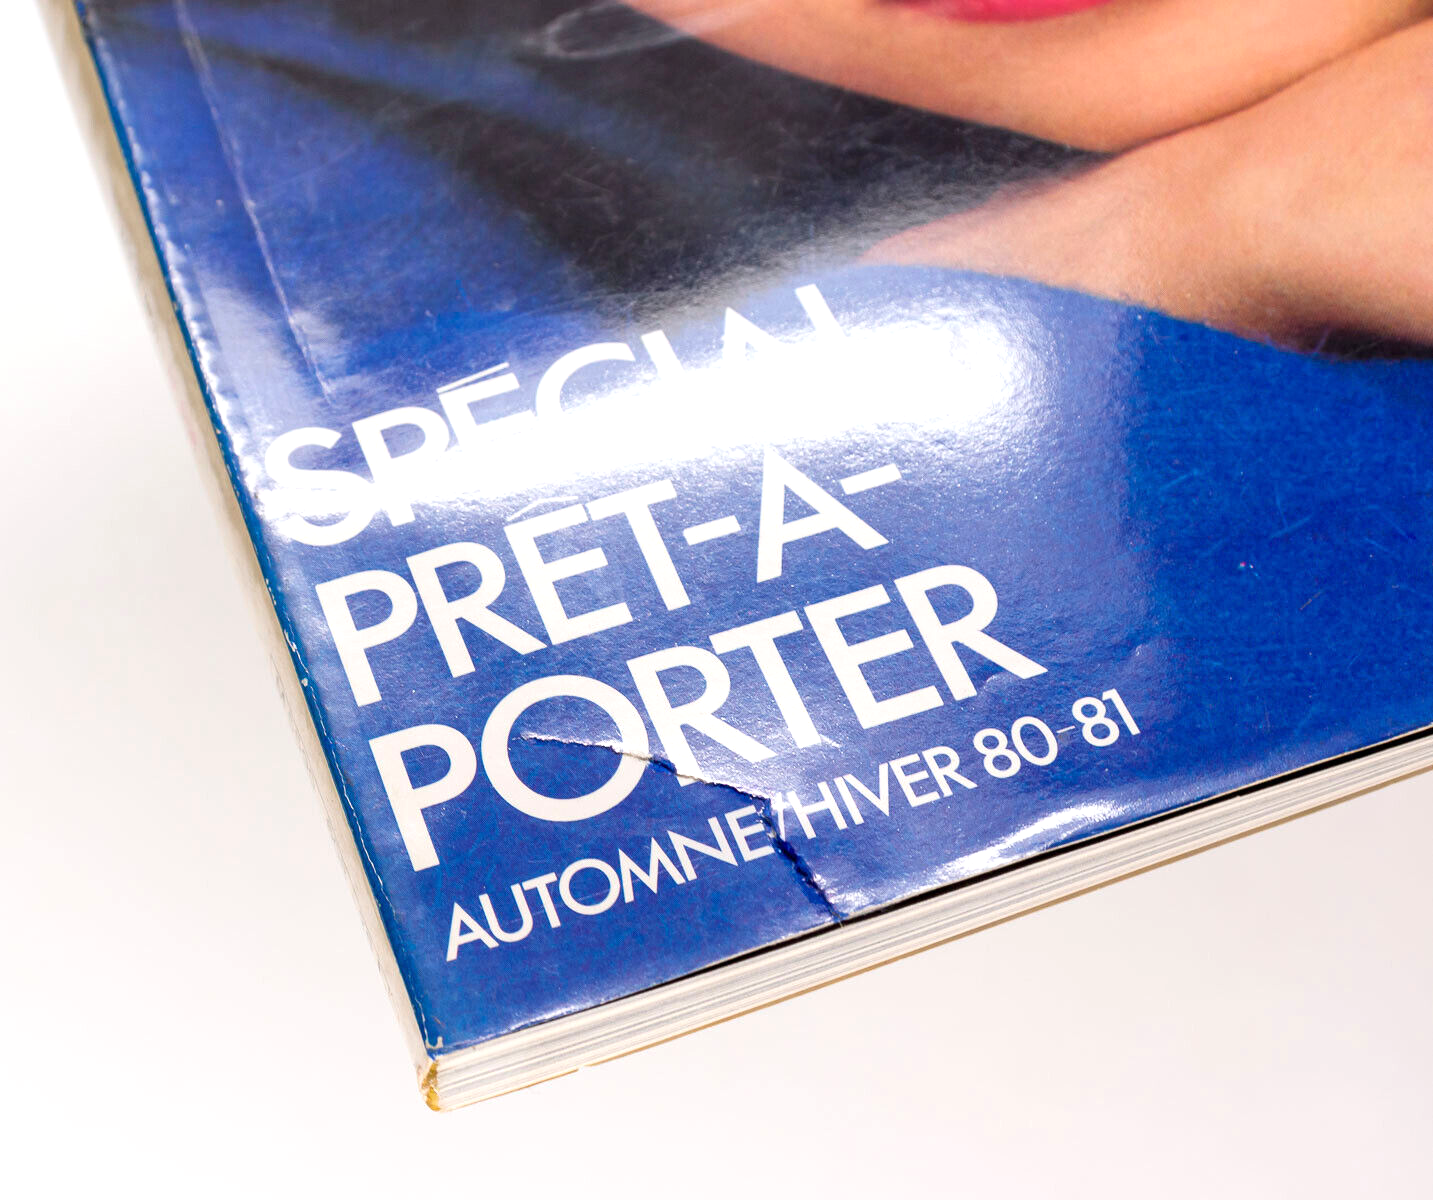 SPÉCIAL
PRÊT-A-
PORTER
AUTOMNE/HIVER 80-81